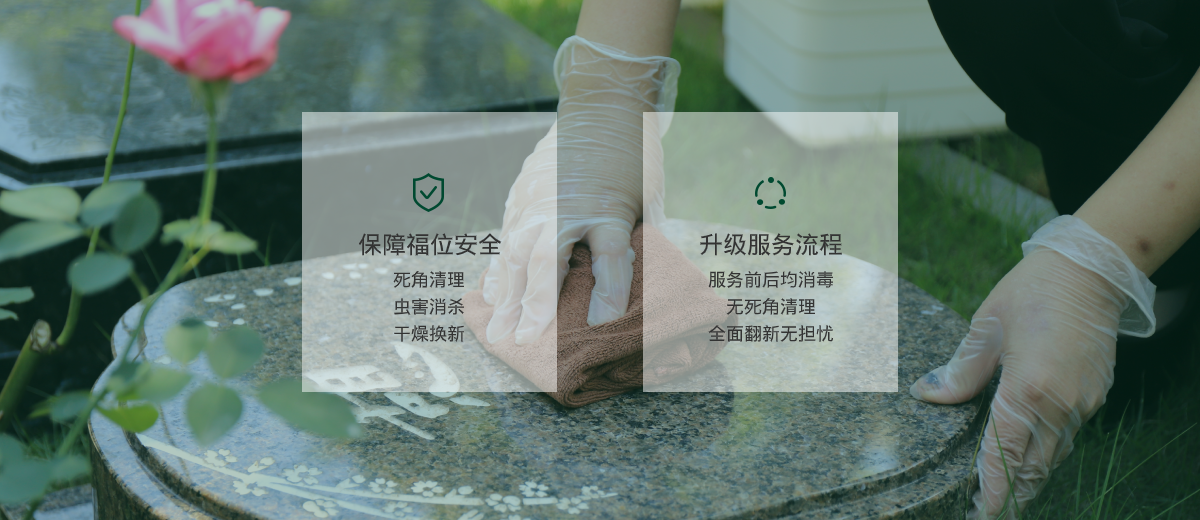 保障福位安全
死角清理
虫害消杀
干燥换新
升级服务流程
服务前后均消毒
无死角清理
全面翻新无担忧